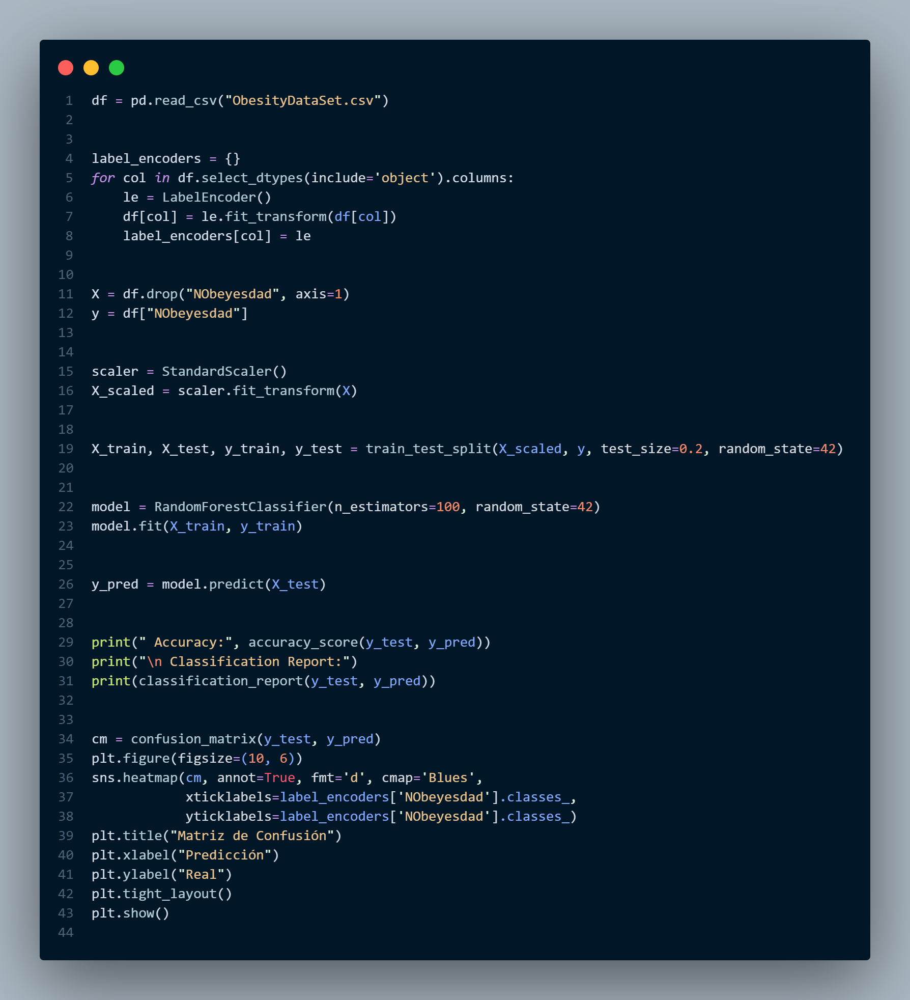 1 df = pd.read_csv("ObesityDataSet.csv")
2
3
4 label_encoders = {}
5 for col in df.select_dtypes(include='object').columns:
6     le = LabelEncoder()
7     df[col] = le.fit_transform(df[col])
8     label_encoders[col] = le
9
10
11 X = df.drop("NObeyesdad", axis=1)
12 y = df["NObeyesdad"]
13
14
15 scaler = StandardScaler()
16 X_scaled = scaler.fit_transform(X)
17
18
19 X_train, X_test, y_train, y_test = train_test_split(X_scaled, y, test_size=0.2, random_state=42)
20
21
22 model = RandomForestClassifier(n_estimators=100, random_state=42)
23 model.fit(X_train, y_train)
24
25
26 y_pred = model.predict(X_test)
27
28
29 print(" Accuracy:", accuracy_score(y_test, y_pred))
30 print("\n Classification Report:")
31 print(classification_report(y_test, y_pred))
32
33
34 cm = confusion_matrix(y_test, y_pred)
35 plt.figure(figsize=(10, 6))
36 sns.heatmap(cm, annot=True, fmt='d', cmap='Blues',
37             xticklabels=label_encoders['NObeyesdad'].classes_,
38             yticklabels=label_encoders['NObeyesdad'].classes_)
39 plt.title("Matriz de Confusión")
40 plt.xlabel("Predicción")
41 plt.ylabel("Real")
42 plt.tight_layout()
43 plt.show()
44